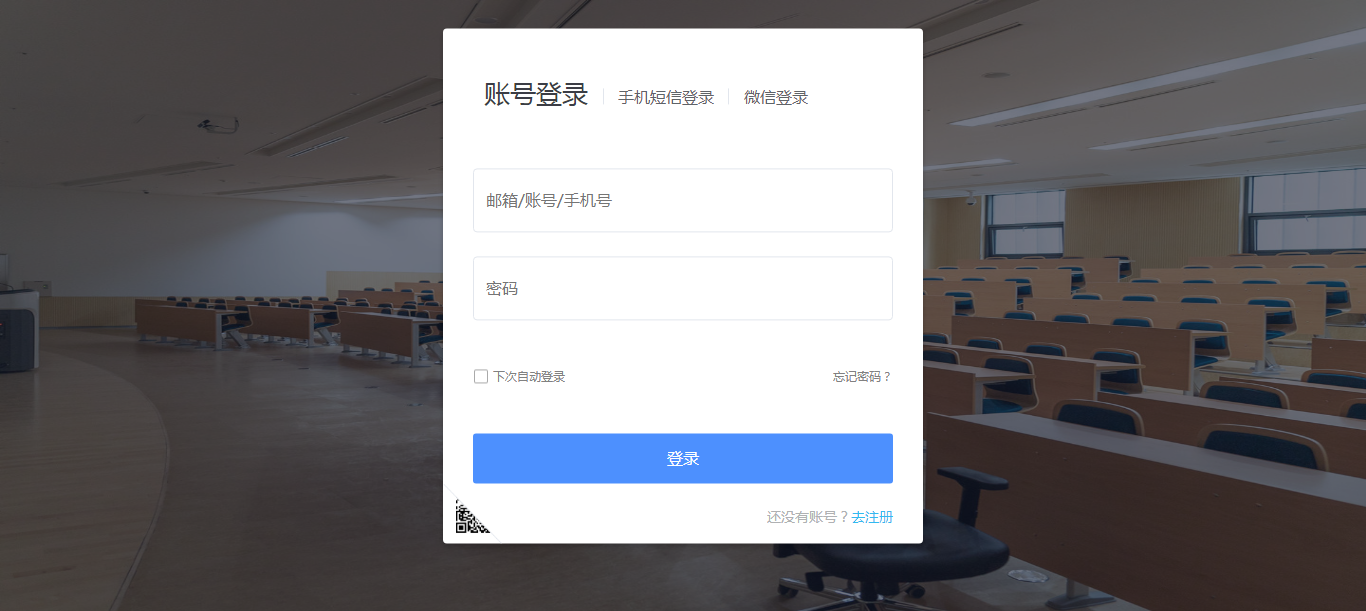 账号登录 手机短信登录 微信登录
邮箱/账号/手机号
密码
下次自动登录 忘记密码？
登录
还没有账号？去注册